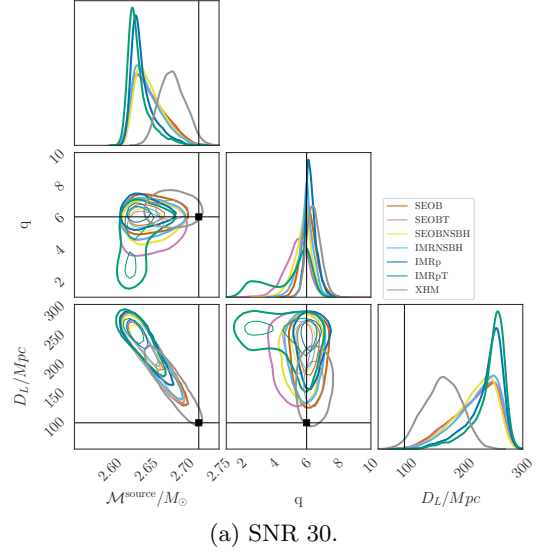 10
8
q
6
4
2
SEOB
SEOBT
SEOBNSBH
IMRNSBH
IMRp
IMRpT
XHM
300
250
D_L/Mpc
200
150
100
2.60 2.65 2.70 2.75 2 4 6 8 10 100 200 300
ℳ^source/M_⊙ q D_L/Mpc
(a) SNR 30.